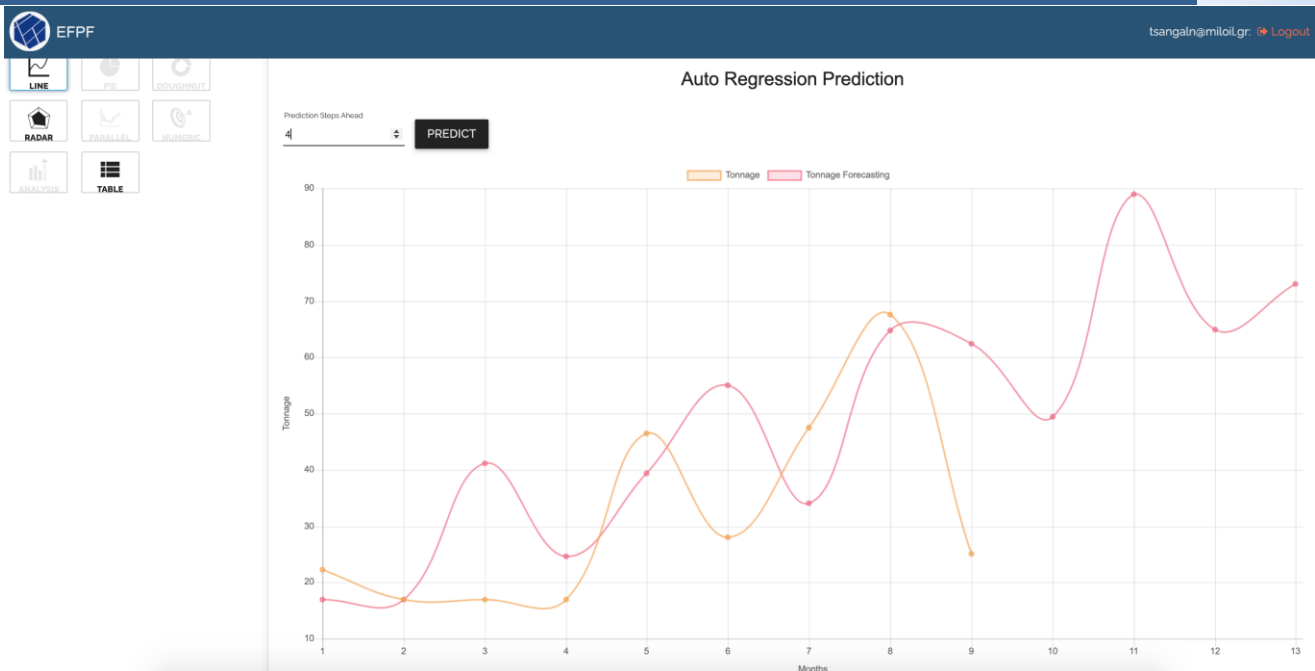 EFPF
tsangaln@miloil.gr: Logout
LINE PIE DOUGHNUT
RADAR PARALLEL NUMERIC
ANALYSIS TABLE
Auto Regression Prediction
Prediction Steps Ahead
4
PREDICT
Tonnage Tonnage Forecasting
90
80
70
60
50
40
30
20
10
Tonnage
1 2 3 4 5 6 7 8 9 10 11 12 13
Months